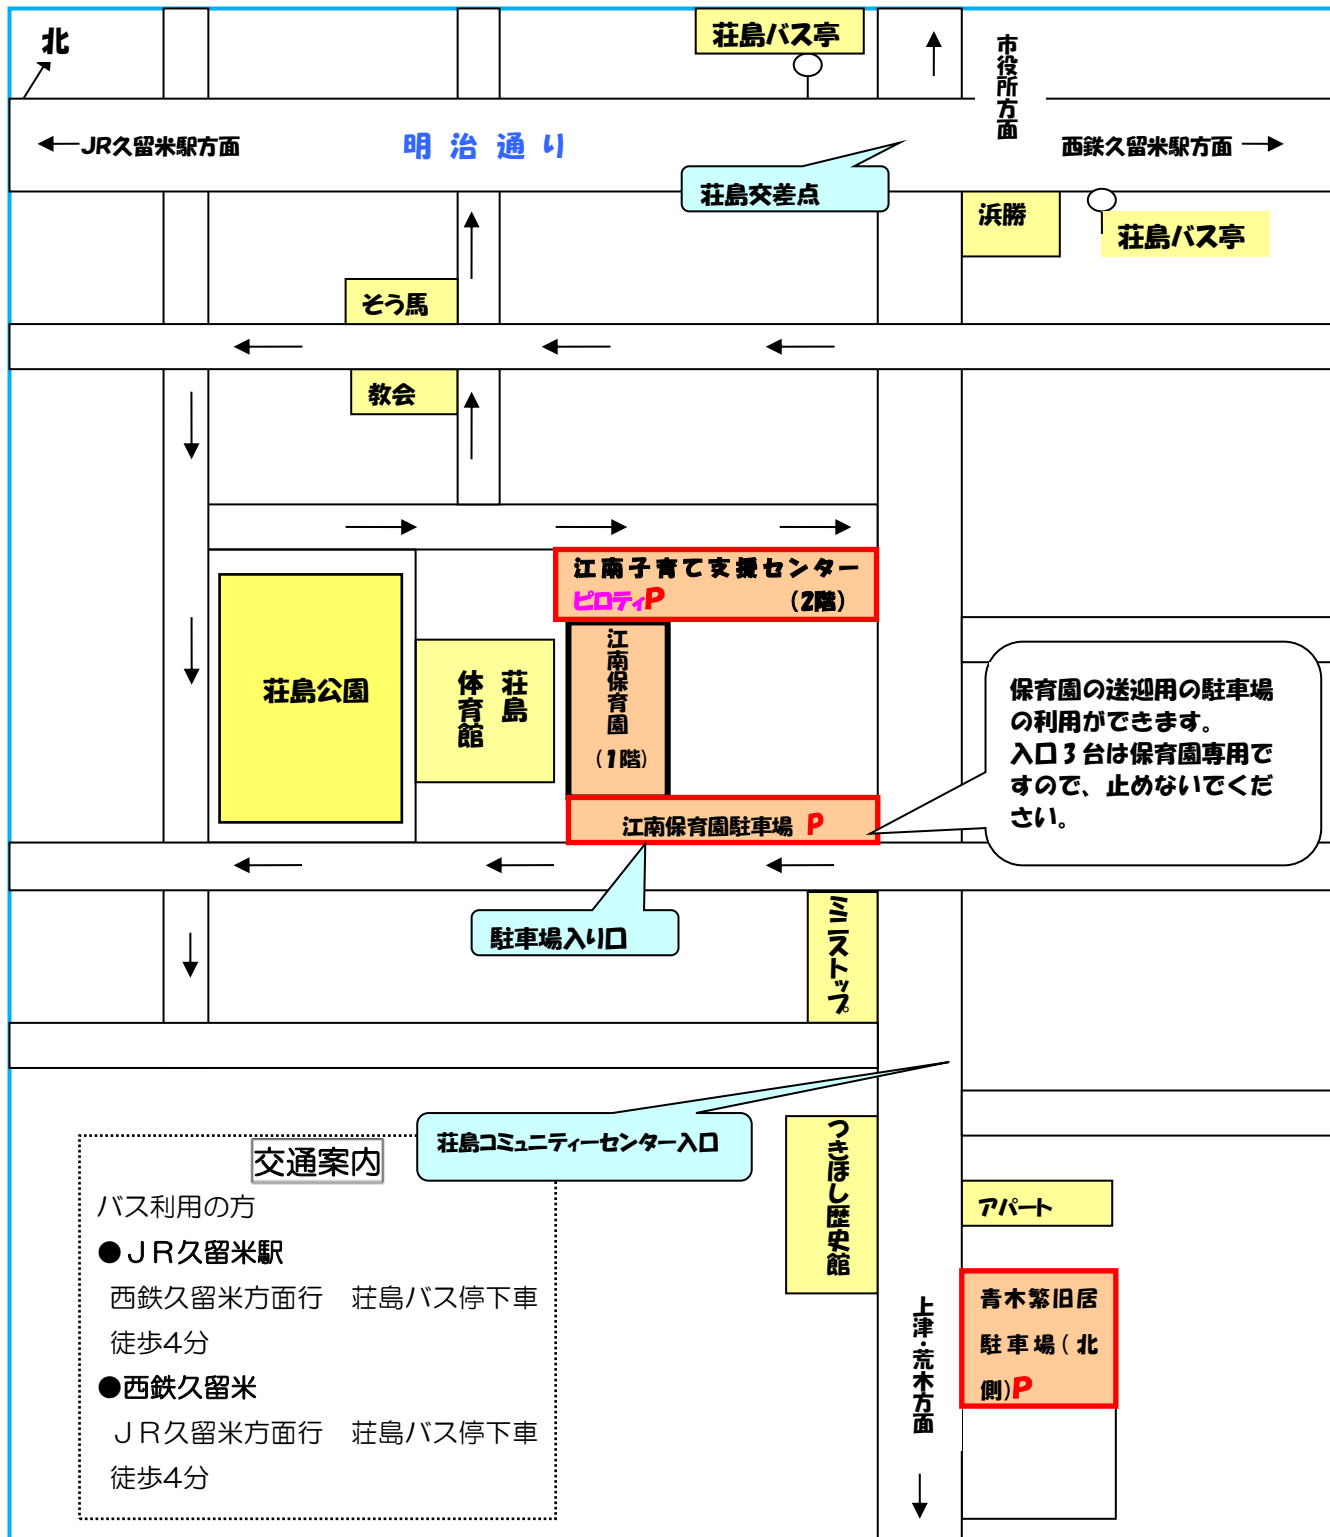 北
荘島バス亭
市役所方面
←JR久留米駅方面
明治通り
西鉄久留米駅方面→
荘島交差点
浜勝
荘島バス亭
そう馬
教会
江南子育て支援センター
ピロティP (2階)
江南保育園
(1階)
荘島公園
荘島
体育館
保育園の送迎用の駐車場
の利用ができます。
入口3台は保育園専用で
すので、止めないでくだ
さい。
江南保育園駐車場 P
駐車場入り口
ミニストップ
荘島コミュニティーセンター入口
つきほし歴史館
アパート
青木繁旧居
駐車場(北
側)P
上津・荒木方面
交通案内
バス利用の方
●JR久留米駅
西鉄久留米方面行 荘島バス停下車
徒歩4分
●西鉄久留米
JR久留米方面行 荘島バス停下車
徒歩4分